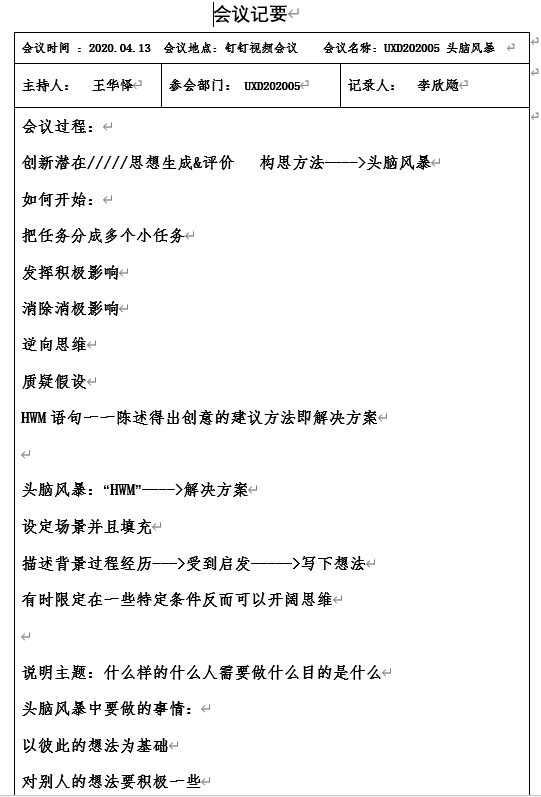 会议记要
会议时间 ：2020.04.13 会议地点：钉钉视频会议 会议名称：UXD202005 头脑风暴
主持人： 王华怿 参会部门： UXD202005 记录人： 李欣飏
会议过程：
创新潜在/////思想生成&评价 构思方法---->头脑风暴
如何开始：
把任务分成多个小任务
发挥积极影响
消除消极影响
逆向思维
质疑假设
HWM 语句一一陈述得出创意的建议方法即解决方案
头脑风暴：“HWM”---->解决方案
设定场景并且填充
描述背景过程经历--->受到启发----->写下想法
有时限定在一些特定条件反而可以开阔思维
说明主题：什么样的什么人需要做什么目的是什么
头脑风暴中要做的事情：
以彼此的想法为基础
对别人的想法要积极一些